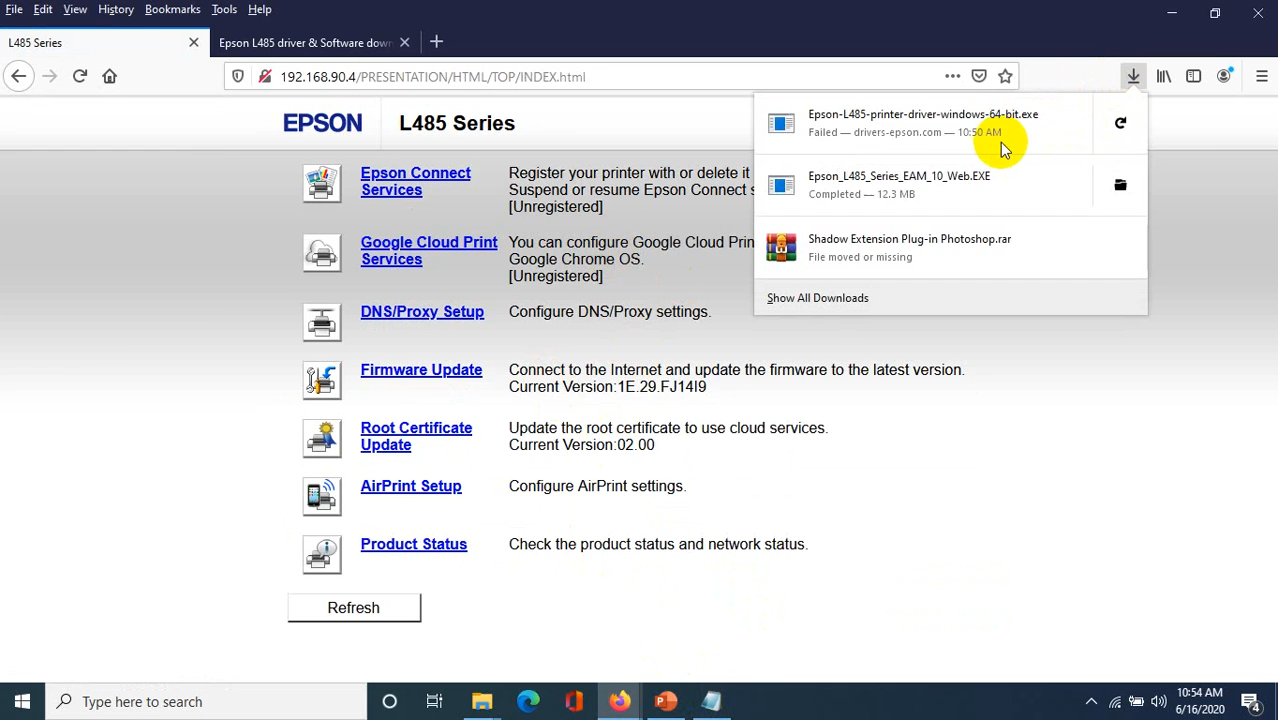 File Edit View History Bookmarks Tools Help
L485 Series
Epson L485 driver & Software dow
192.168.90.4/PRESENTATION/HTML/TOP/INDEX.html
Epson-L485-printer-driver-windows-64-bit.exe
Failed — drivers-epson.com — 10:50 AM
Epson_L485_Series_EAM_10_Web.EXE
Completed — 12.3 MB
Shadow Extension Plug-in Photoshop.rar
File moved or missing
Show All Downloads
EPSON L485 Series
Epson Connect
Services
Register your printer with or delete it
Suspend or resume Epson Connect s
[Unregistered]
Google Cloud Print
Services
You can configure Google Cloud Prin
Google Chrome OS.
[Unregistered]
DNS/Proxy Setup
Configure DNS/Proxy settings.
Firmware Update
Connect to the Internet and update the firmware to the latest version.
Current Version:1E.29.FJ14I9
Root Certificate
Update
Update the root certificate to use cloud services.
Current Version:02.00
AirPrint Setup
Configure AirPrint settings.
Product Status
Check the product status and network status.
Refresh
Type here to search
10:54 AM
6/16/2020
4